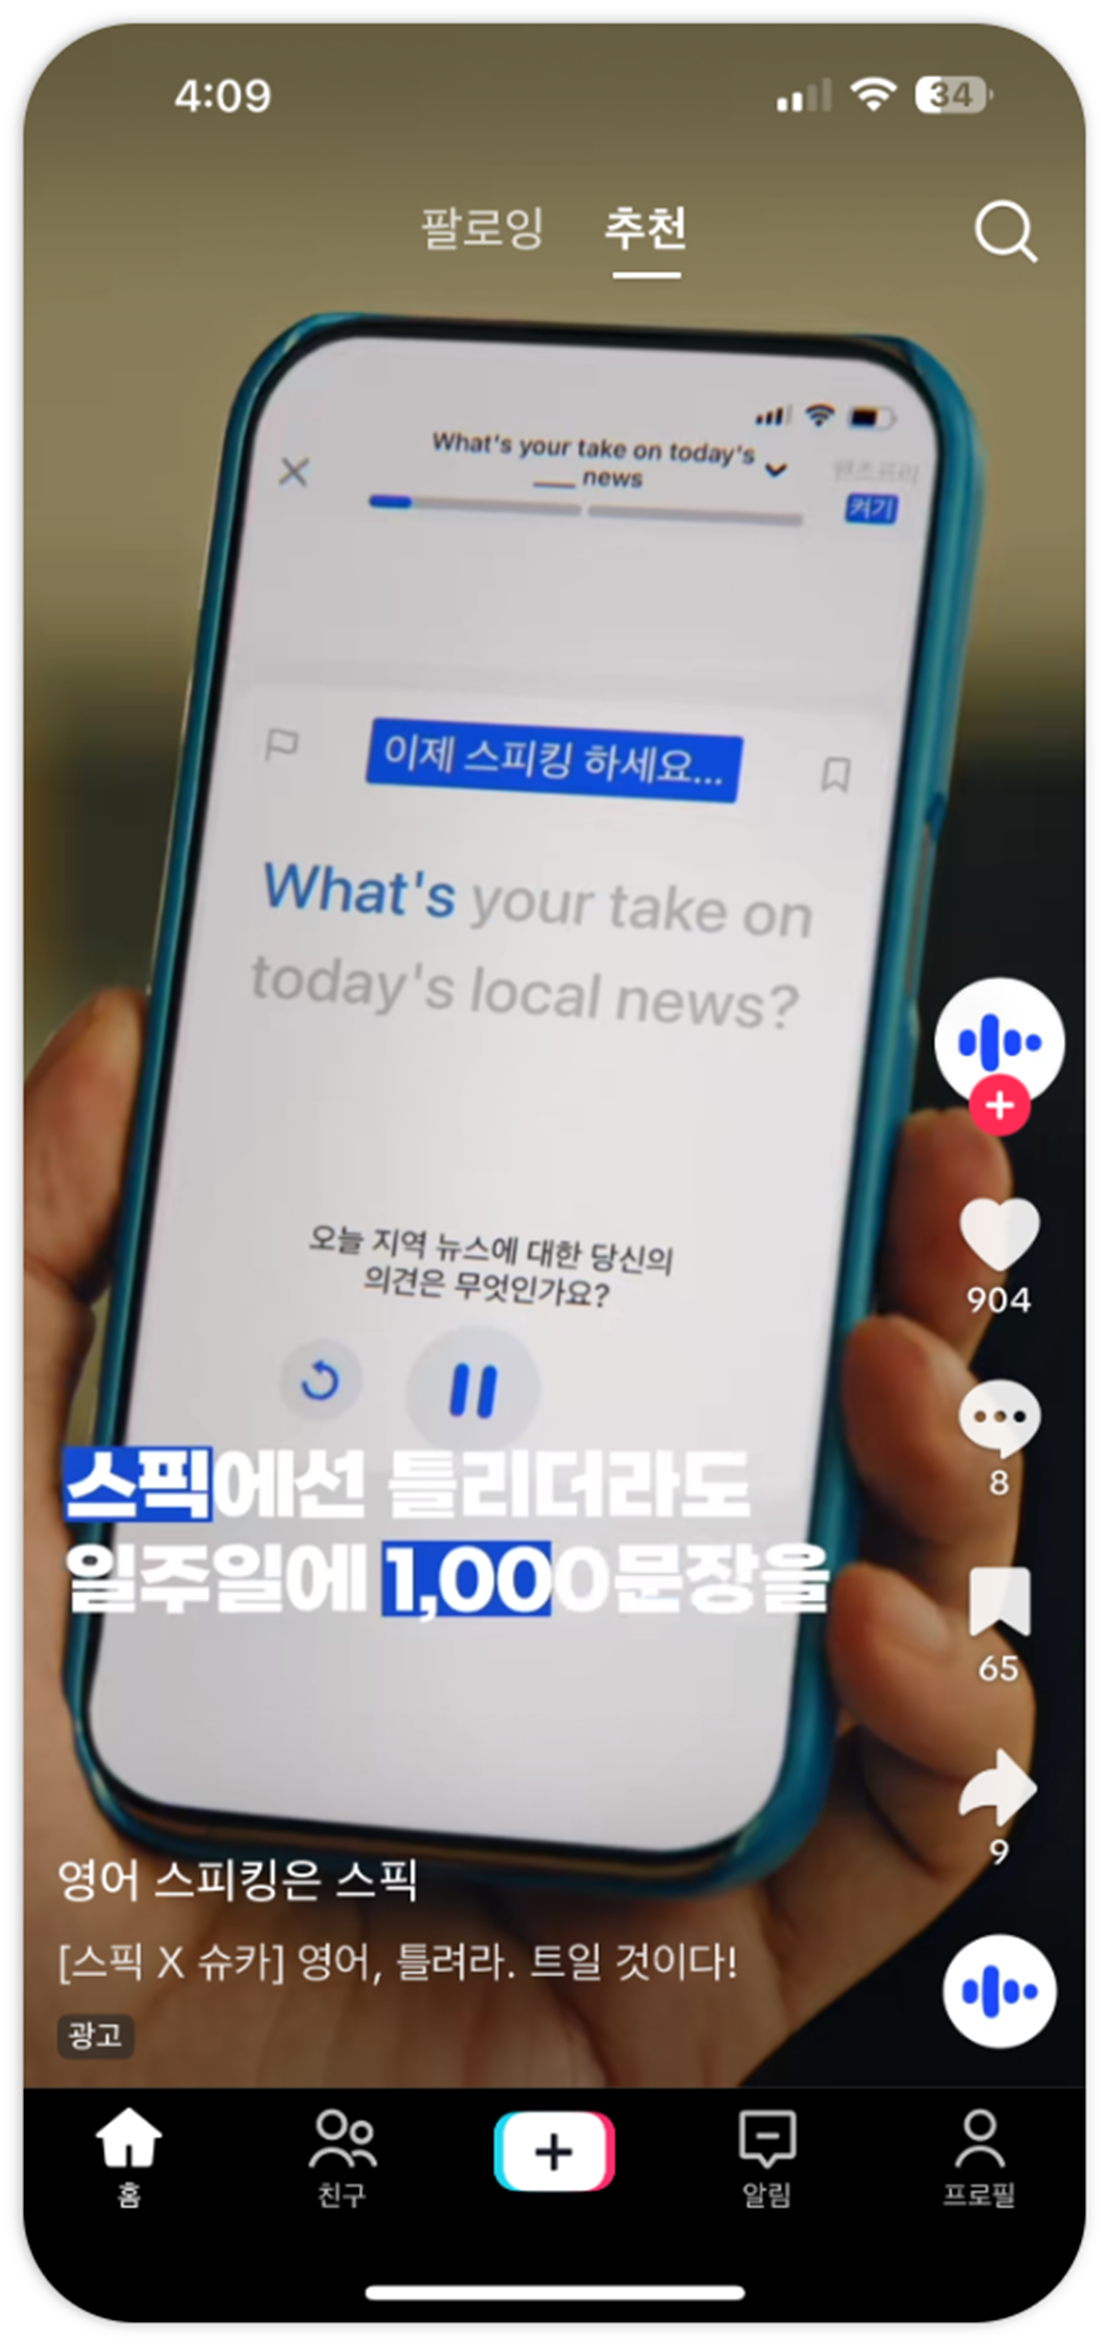 4:09
34
팔로잉 추천
What's your take on today's
___ news
핸즈프리
켜기
이제 스피킹 하세요...
What's your take on
today's local news?
오늘 지역 뉴스에 대한 당신의
의견은 무엇인가요?
스픽에선 틀리더라도
일주일에 1,000문장을
904
8
65
9
영어 스피킹은 스픽
[스픽 X 슈카] 영어, 틀려라. 트일 것이다!
광고
홈 친구 알림 프로필